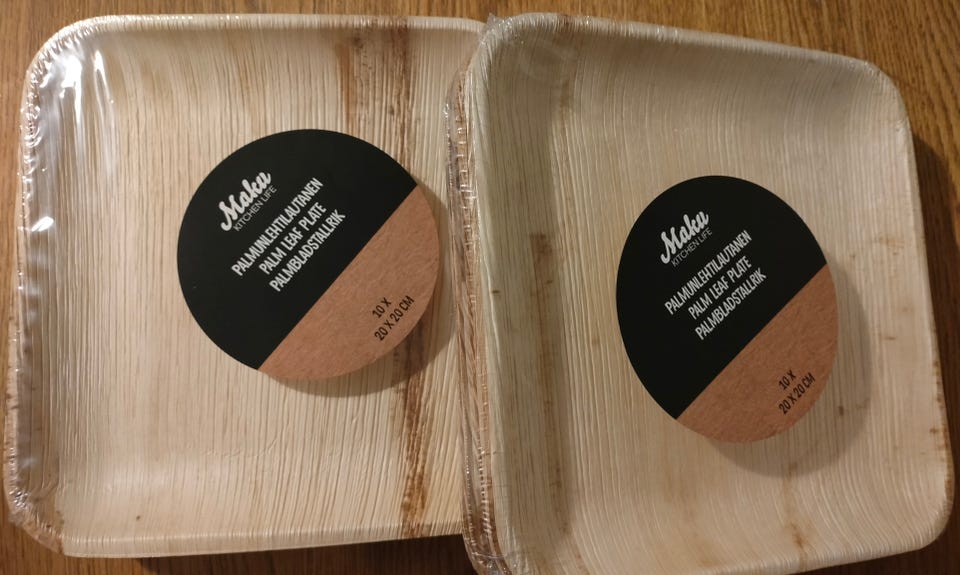 Maku
KITCHEN LIFE
PALMUNLEHTILAUTANEN
PALM LEAF PLATE
PALMBLADSTALLRIK
10 X
20 X 20 CM
Maku
KITCHEN LIFE
PALMUNLEHTILAUTANEN
PALM LEAF PLATE
PALMBLADSTALLRIK
10 X
20 X 20 CM